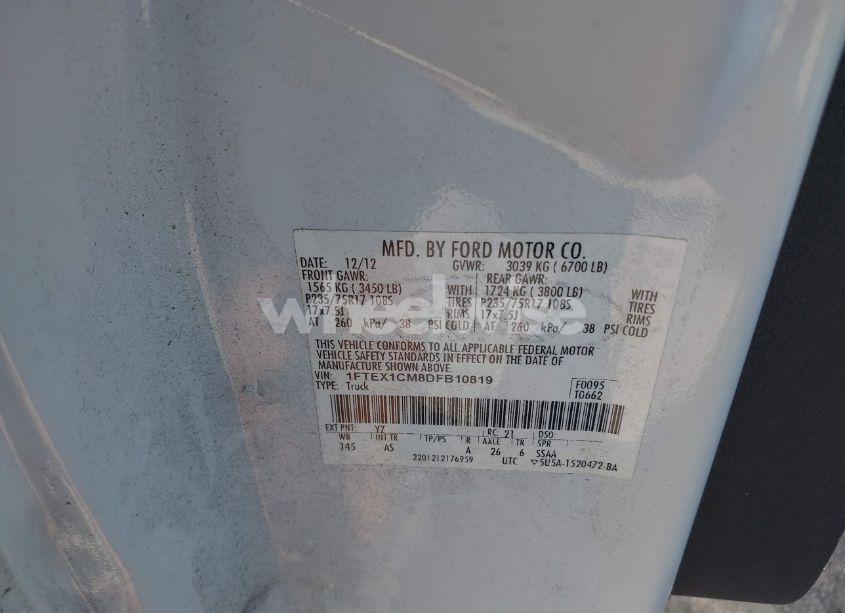 MFD. BY FORD MOTOR CO.
DATE: 12/12 GVWR: 3039 KG ( 6700 LB)
FRONT GAWR: REAR GAWR:
1565 KG ( 3450 LB) WITH 1724 KG ( 3800 LB) WITH
P235/75R17 108S TIRES P235/75R17 108S TIRES
17x7.5J RIMS 17x7.5J RIMS
AT 260 kPa/ 38 PSI COLD AT 260 kPa/ 38 PSI COLD
THIS VEHICLE CONFORMS TO ALL APPLICABLE FEDERAL MOTOR
VEHICLE SAFETY STANDARDS IN EFFECT ON THE DATE OF
MANUFACTURE SHOWN ABOVE.
VIN: 1FTEX1CM8DFB10819 F0095
TYPE: Truck TG662
EXT PNT: YZ RC: 21 DSO:
WB INT TR TP/PS R AXLE TR SPR
145 AS A 26 6 5SAA
2201212176959 UTC ▽5U5A-1520472-BA
wheelwise